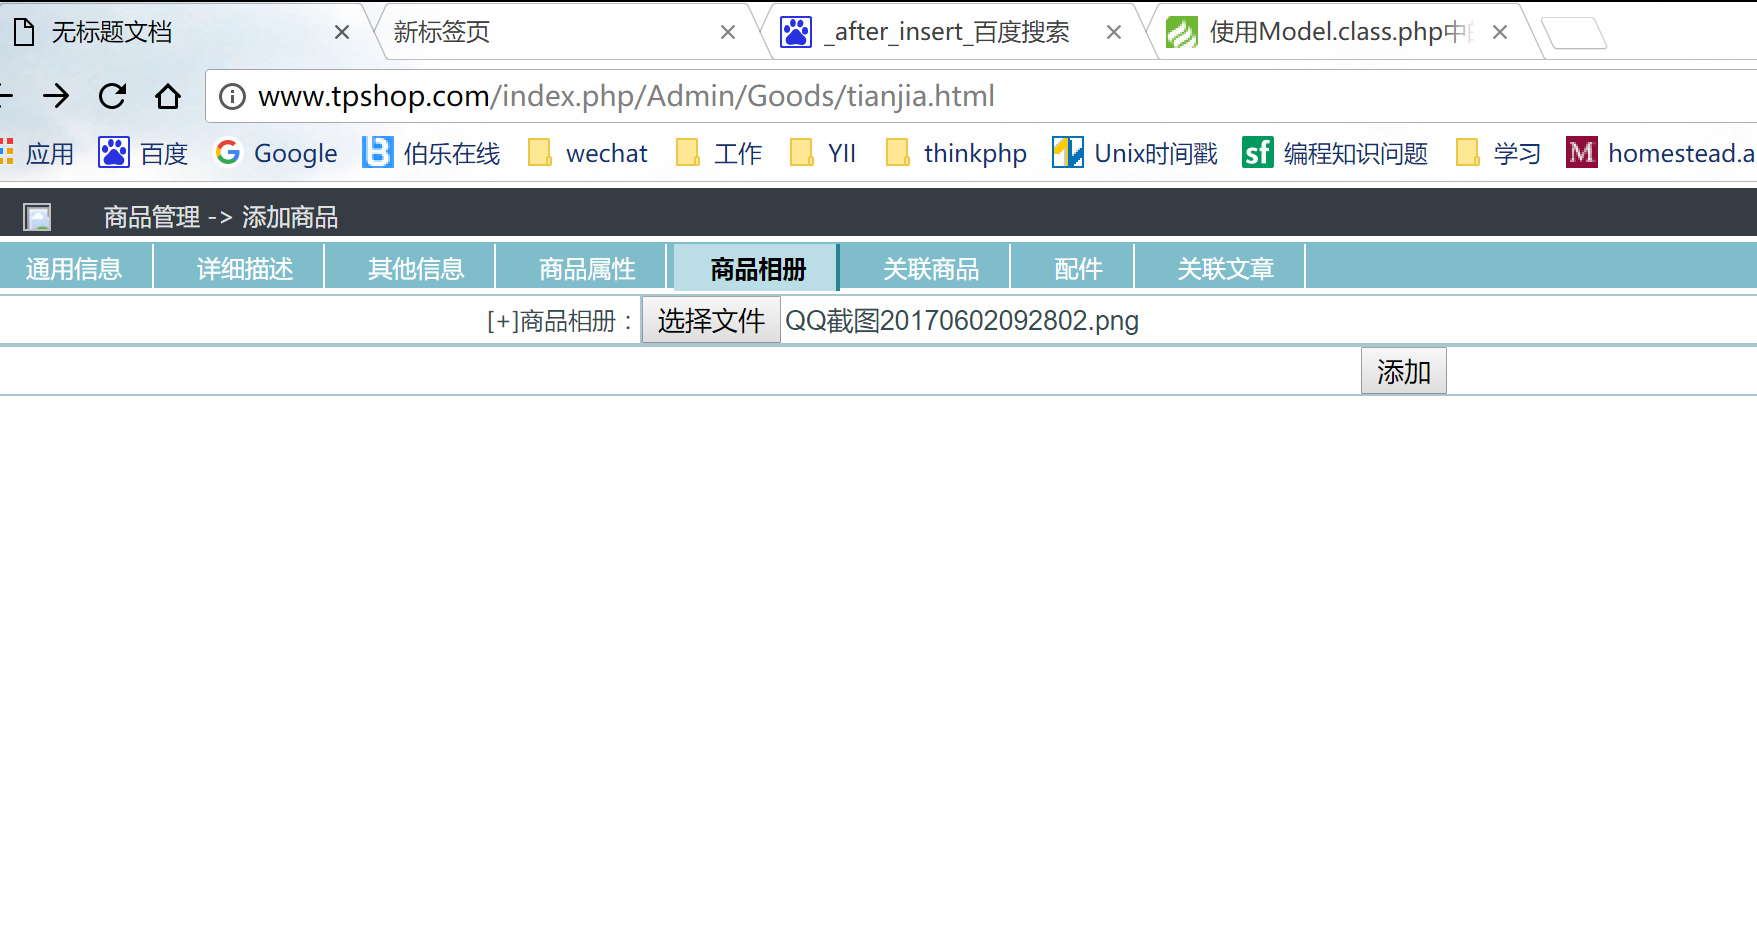 无标题文档 新标签页 _after_insert_百度搜索 使用Model.class.php中
www.tpshop.com/index.php/Admin/Goods/tianjia.html
应用 百度 Google 伯乐在线 wechat 工作 YII thinkphp Unix时间戳 编程知识问题 学习 homestead.a
商品管理 -> 添加商品
通用信息 详细描述 其他信息 商品属性 商品相册 关联商品 配件 关联文章
[+]商品相册： 选择文件 QQ截图20170602092802.png
添加